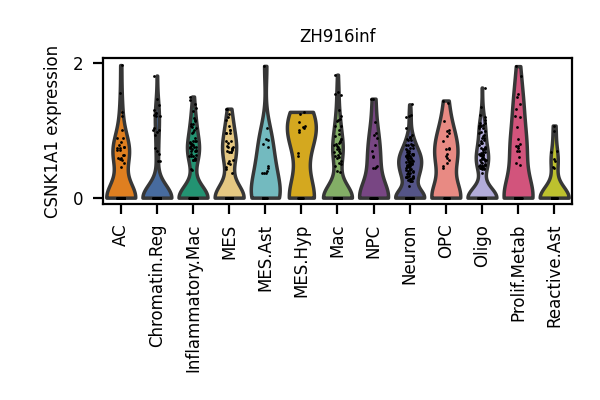 ZH916inf
CSNK1A1 expression
2
0
AC
Chromatin.Reg
Inflammatory.Mac
MES
MES.Ast
MES.Hyp
Mac
NPC
Neuron
OPC
Oligo
Prolif.Metab
Reactive.Ast